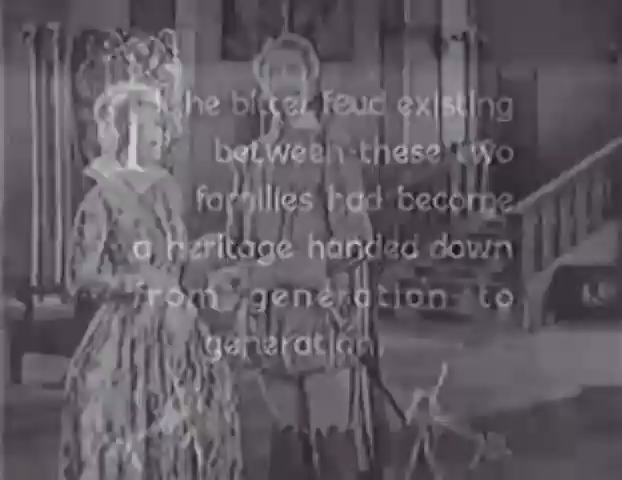 The bitter feud existing
between these two
families had become
a heritage handed down
from generation to
generation.